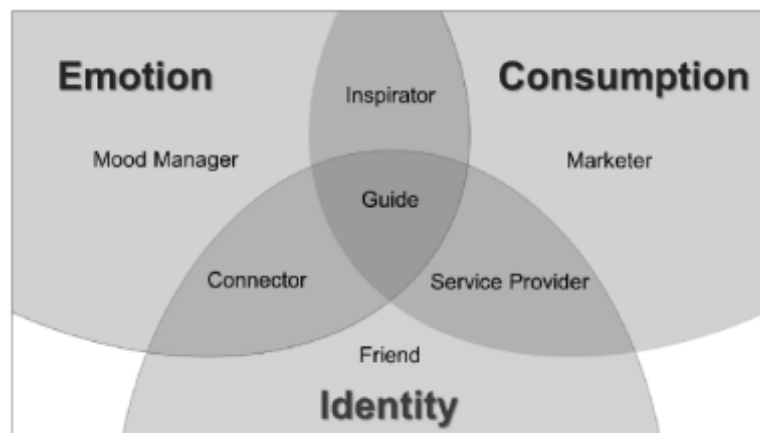 Inspirator
Emotion
Consumption
Mood Manager
Marketer
Guide
Connector
Service Provider
Friend
Identity